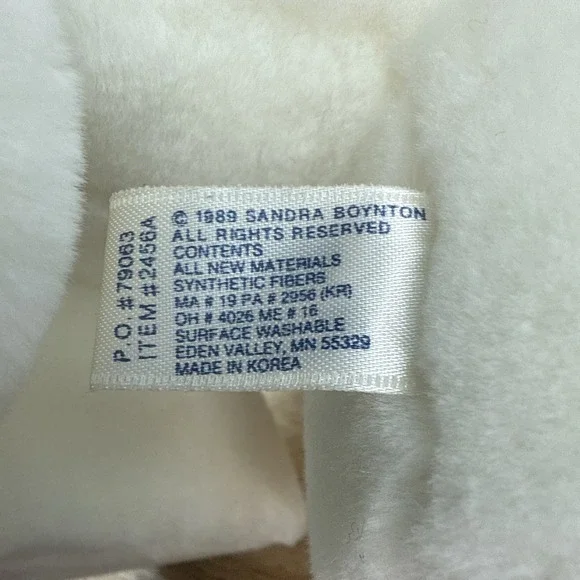 © 1989 SANDRA BOYNTON
ALL RIGHTS RESERVED
CONTENTS
ALL NEW MATERIALS
SYNTHETIC FIBERS
MA # 19 PA # 2956 (KR)
OH # 4026 ME # 16
SURFACE WASHABLE
EDEN VALLEY, MN 55329
MADE IN KOREA
P.O. # 79063
ITEM # 2456A